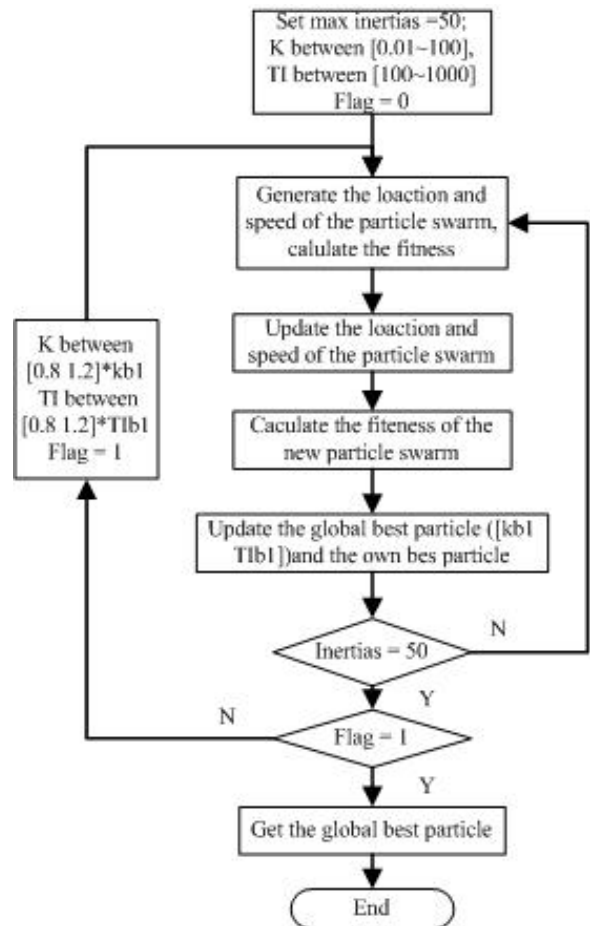 Set max inertias =50;
K between [0.01~100],
TI between [100~1000]
Flag = 0
Generate the loaction and
speed of the particle swarm,
calulate the fitness
Update the loaction and
speed of the particle swarm
K between
[0.8 1.2]*kb1
TI between
[0.8 1.2]*TIb1
Flag = 1
Caculate the fiteness of the
new particle swarm
Update the global best particle ([kb1
TIb1])and the own bes particle
Inertias = 50
N
Y
Flag = 1
N
Y
Get the global best particle
End